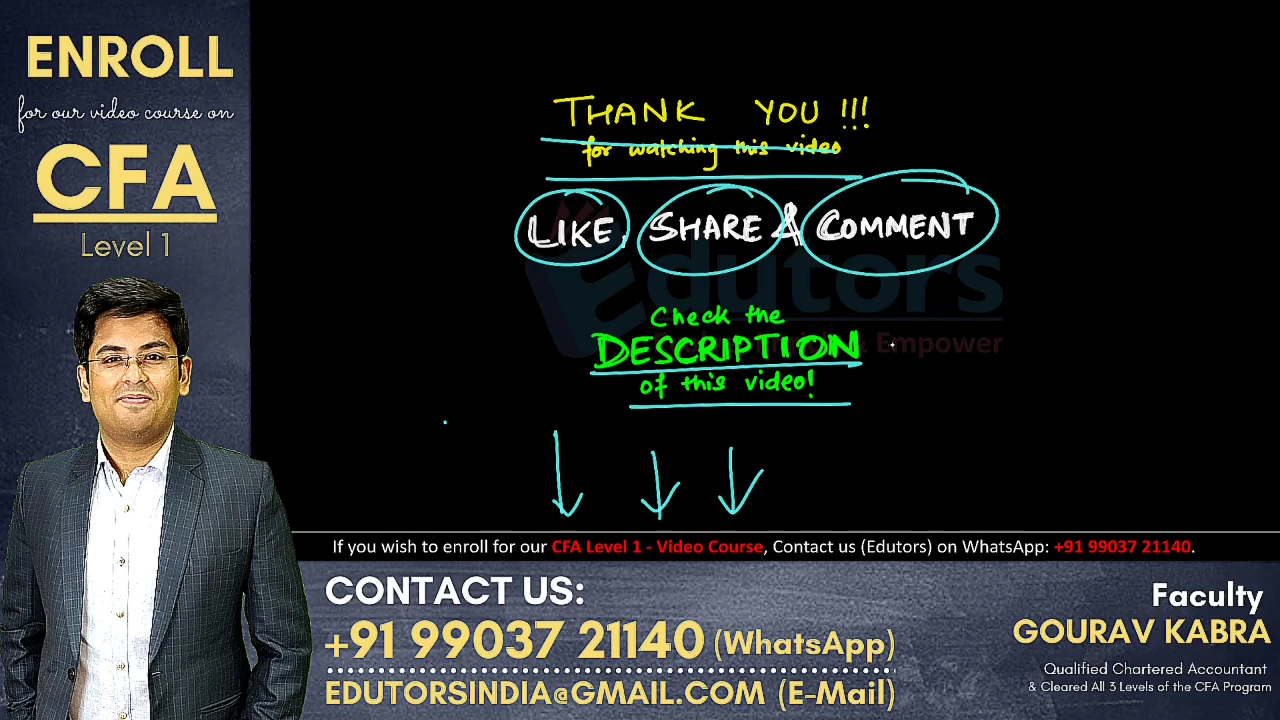 ENROLL
for our video course on
CFA
Level 1
THANK YOU !!!
for watching this video
LIKE, SHARE & COMMENT
Edutors
& Empower
Check the
DESCRIPTION
of this video!
If you wish to enroll for our CFA Level 1 - Video Course, Contact us (Edutors) on WhatsApp: +91 99037 21140.
CONTACT US:
+91 99037 21140 (WhatsApp)
EDUTORSINDIA@GMAIL.COM (E-Mail)
Faculty
GOURAV KABRA
Qualified Chartered Accountant
& Cleared All 3 Levels of the CFA Program